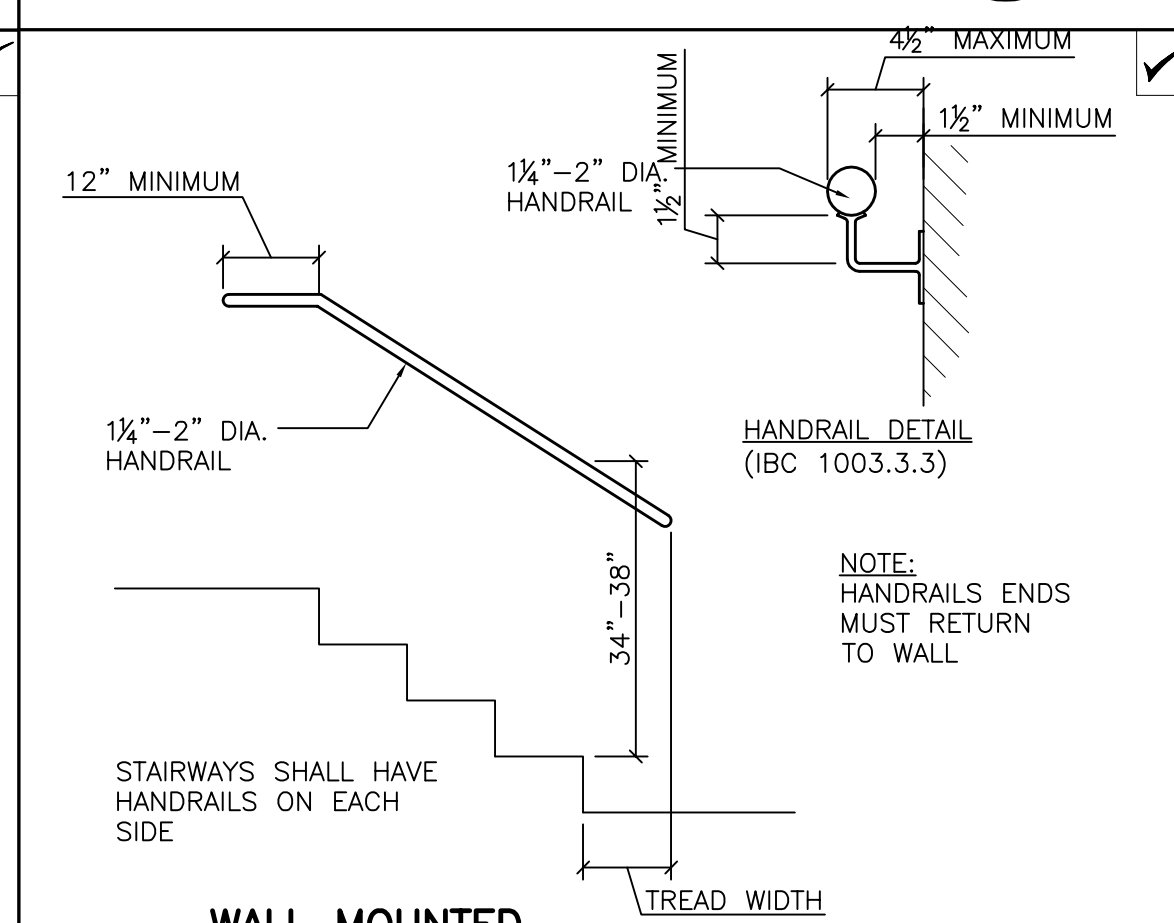 4½” MAXIMUM
1½” MINIMUM
12” MINIMUM
1¼”–2” DIA.
HANDRAIL
1½” MINIMUM
1¼”–2” DIA.
HANDRAIL
HANDRAIL DETAIL
(IBC 1003.3.3)
34”–38”
NOTE:
HANDRAILS ENDS
MUST RETURN
TO WALL
STAIRWAYS SHALL HAVE
HANDRAILS ON EACH
SIDE
TREAD WIDTH
WALL MOUNTED